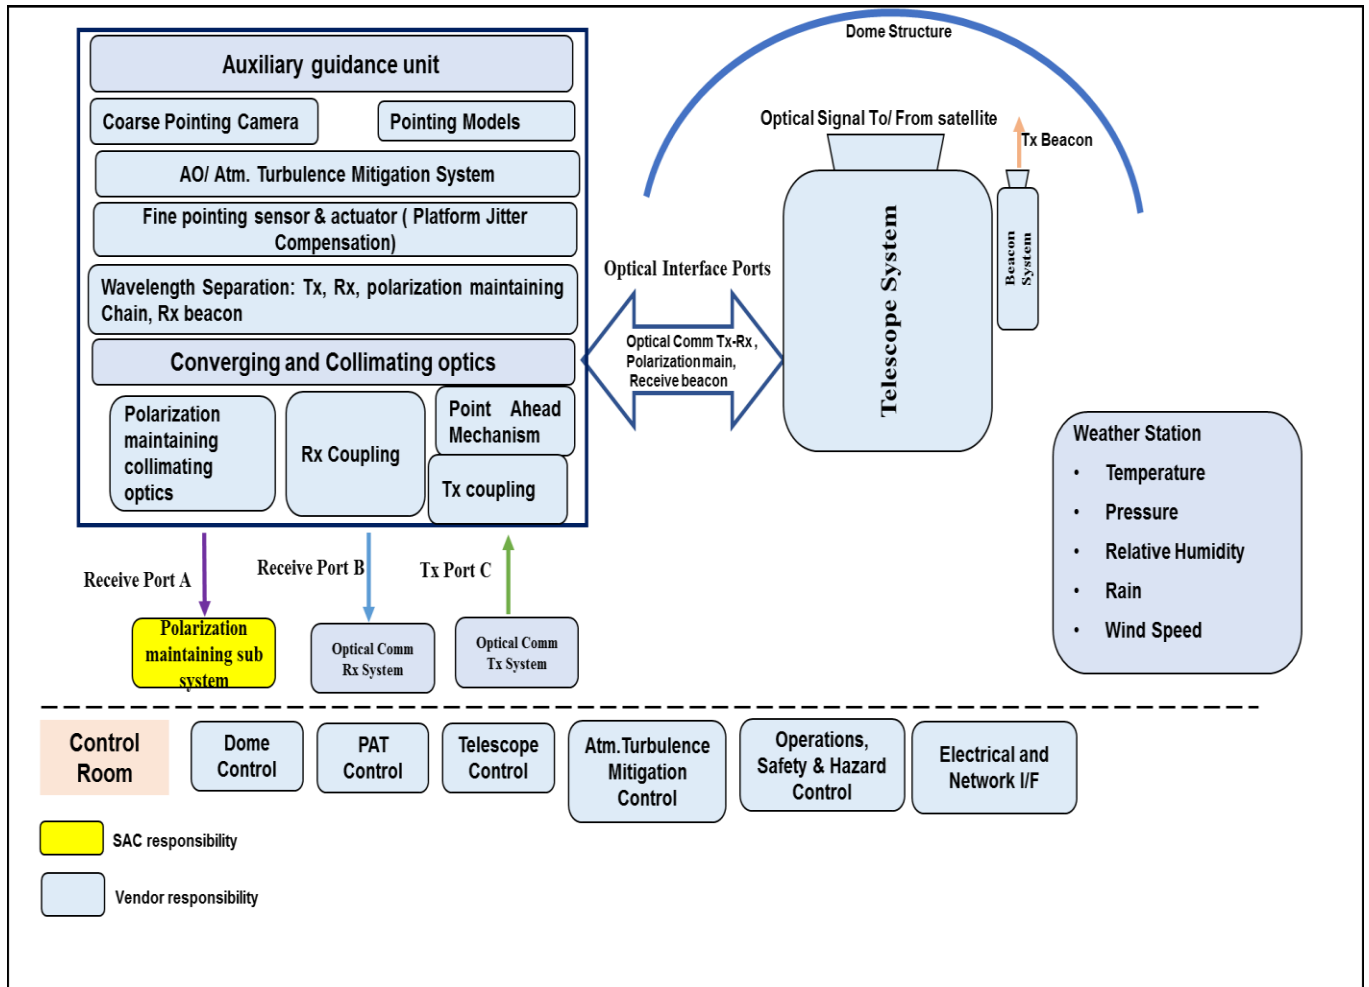 Dome Structure
Auxiliary guidance unit
Coarse Pointing Camera
Pointing Models
AO/ Atm. Turbulence Mitigation System
Fine pointing sensor & actuator ( Platform Jitter
Compensation)
Wavelength Separation: Tx, Rx, polarization maintaining
Chain, Rx beacon
Converging and Collimating optics
Polarization
maintaining
collimating
optics
Rx Coupling
Point Ahead
Mechanism
Tx coupling
Optical Interface Ports
Optical Comm Tx-Rx ,
Polarization main,
Receive beacon
Optical Signal To/ From satellite
Tx Beacon
Telescope System
Beacon
System
Weather Station
• Temperature
• Pressure
• Relative Humidity
• Rain
• Wind Speed
Receive Port A
Receive Port B
Tx Port C
Polarization
maintaining sub
system
Optical Comm
Rx System
Optical Comm
Tx System
Control
Room
Dome
Control
PAT
Control
Telescope
Control
Atm.Turbulence
Mitigation
Control
Operations,
Safety & Hazard
Control
Electrical and
Network I/F
SAC responsibility
Vendor responsibility